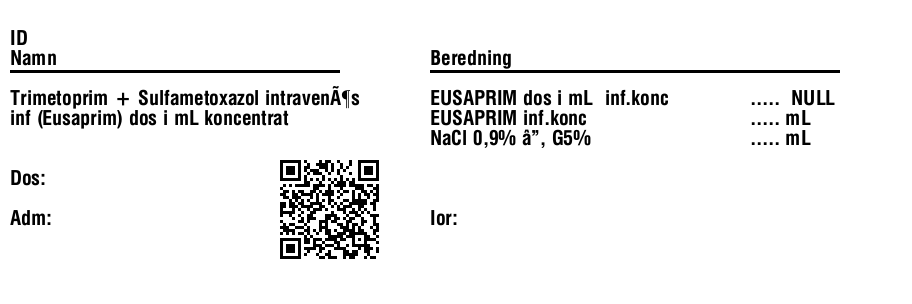 ID
Namn
Trimetoprim + Sulfametoxazol intravenÃ¶s
inf (Eusaprim) dos i mL koncentrat
Dos:
Adm:
Beredning
EUSAPRIM dos i mL inf.konc ..... NULL
EUSAPRIM inf.konc ..... mL
NaCl 0,9% â”, G5% ..... mL
Ior: